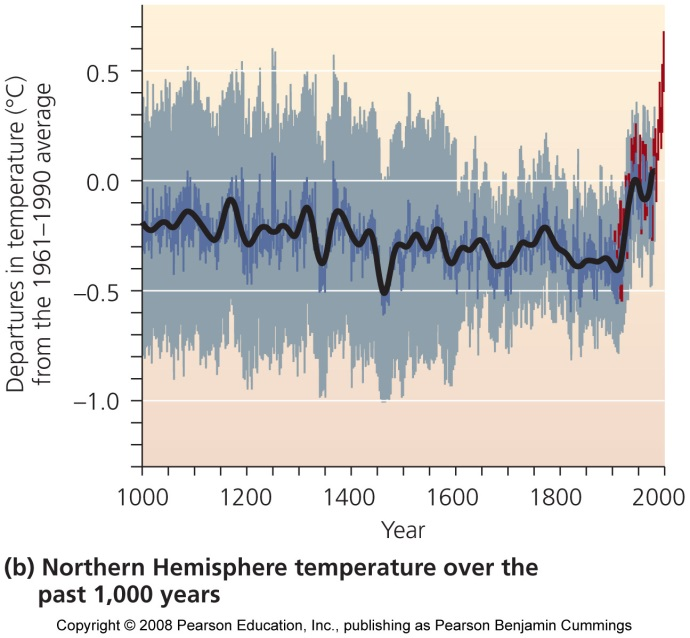 Departures in temperature (°C)
from the 1961–1990 average
0.5
0.0
–0.5
–1.0
1000
1200
1400
1600
1800
2000
Year
(b) Northern Hemisphere temperature over the
past 1,000 years
Copyright © 2008 Pearson Education, Inc., publishing as Pearson Benjamin Cummings